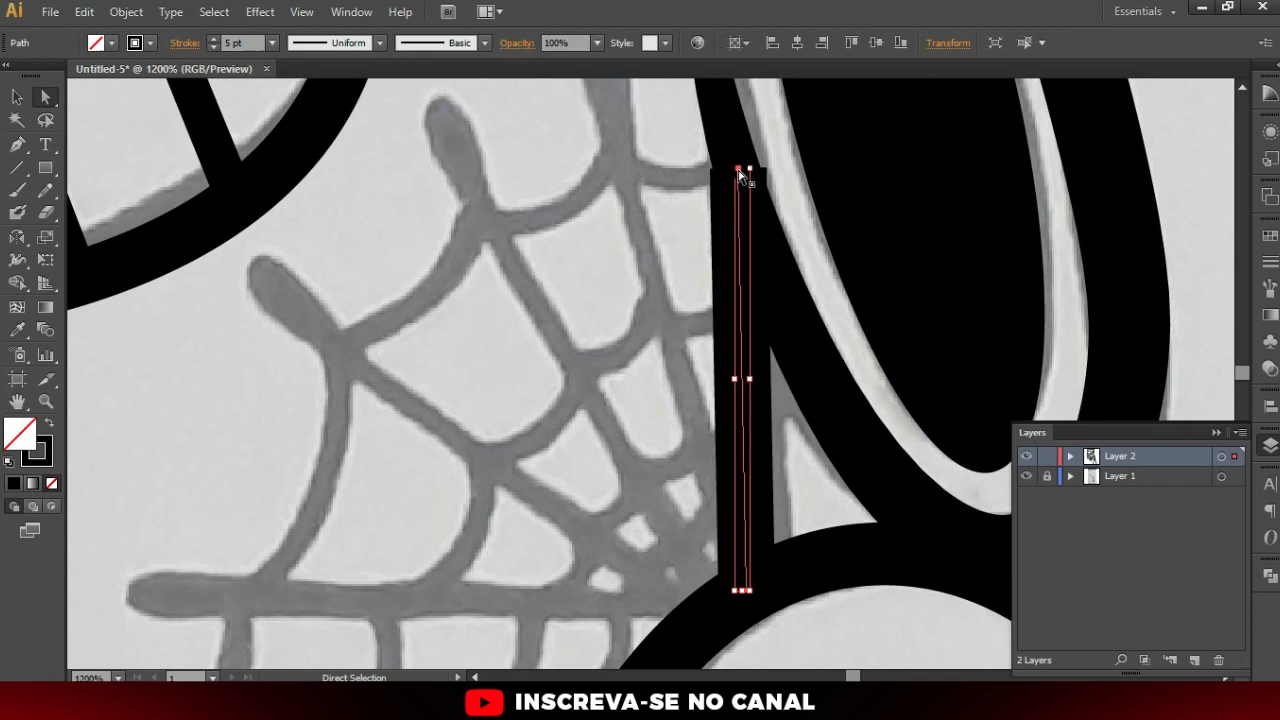 Ai File Edit Object Type Select Effect View Window Help Br Essentials
Path Stroke: 5 pt Uniform Basic Opacity: 100% Style: Transform
Untitled-5* @ 1200% (RGB/Preview) ×
Layers
Layer 2
Layer 1
2 Layers
1200% 1 Direct Selection
INSCREVA-SE NO CANAL